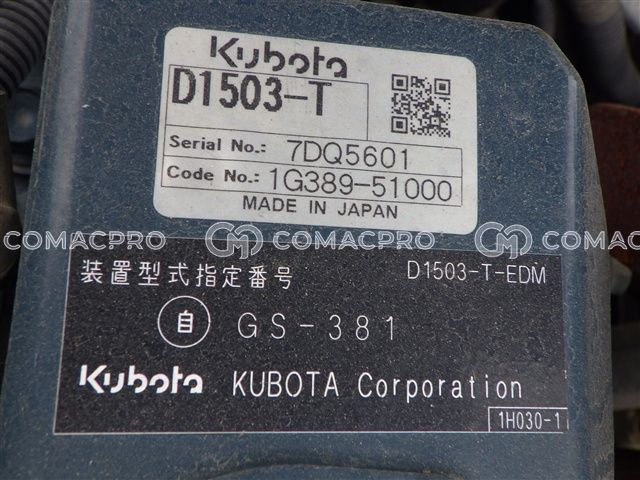 Kubota
D1503-T
Serial No.: 7DQ5601
Code No.: 1G389-51000
MADE IN JAPAN
COMACPRO COMACPRO COMACPRO
装置型式指定番号 D1503-T-EDM
自 GS-381
Kubota KUBOTA Corporation
1H030-1